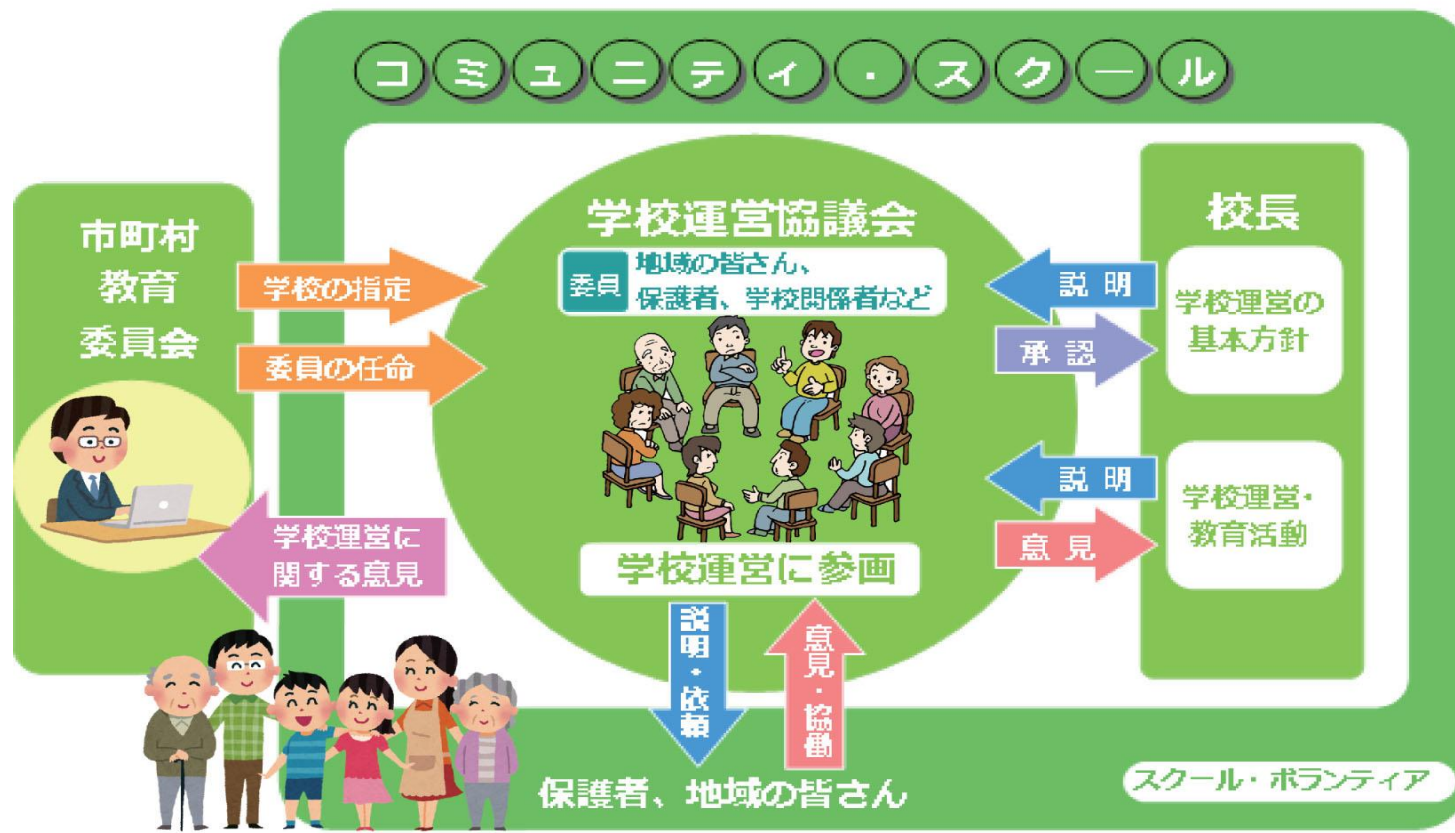 コミュニティ・スクール
市町村
教育
委員会
学校の指定
委員の任命
学校運営に
関する意見
学校運営協議会
委員
地域の皆さん、
保護者、学校関係者など
学校運営に参画
説明・依頼
意見・協働
保護者、地域の皆さん
校長
説明
承認
学校運営の
基本方針
説明
意見
学校運営・
教育活動
スクール・ボランティア